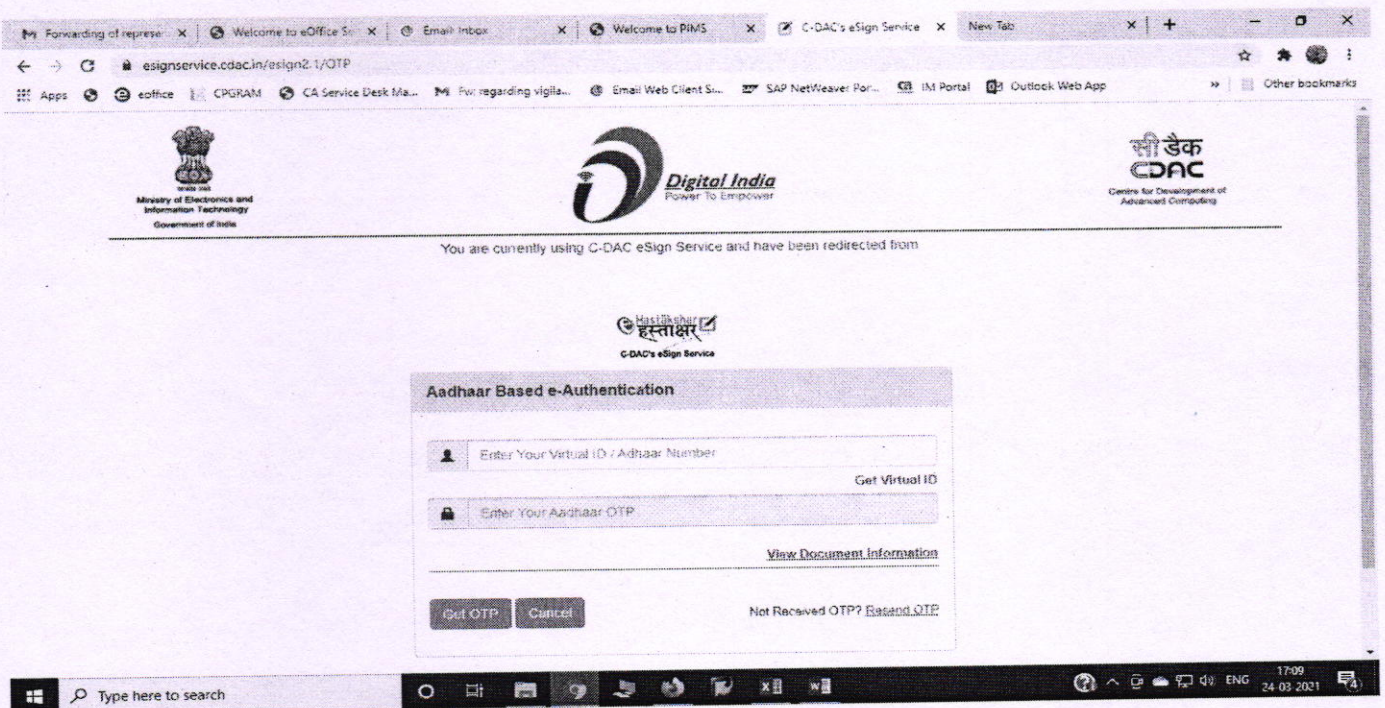 Forwarding of represe
Welcome to eOffice Se
Email Inbox
Welcome to PIMS
C-DAC's eSign Service
New Tab
esignservice.cdac.in/esign2.1/OTP
Apps
eoffice
CPGRAM
CA Service Desk Ma...
Fw: regarding vigila...
Email Web Client Si...
SAP NetWeaver Por...
IM Portal
Outlook Web App
Other bookmarks
Ministry of Electronics and
Information Technology
Government of India
Digital India
Power To Empower
सी डैक
CDAC
Centre for Development of
Advanced Computing
You are currently using C-DAC eSign Service and have been redirected from
Hastākshar
हस्ताक्षर
C-DAC's eSign Service
Aadhaar Based e-Authentication
Enter Your Virtual ID / Adhaar Number
Get Virtual ID
Enter Your Aadhaar OTP
View Document Information
Get OTP
Cancel
Not Received OTP? Resend OTP
Type here to search
ENG
17:09
24-03-2021
4